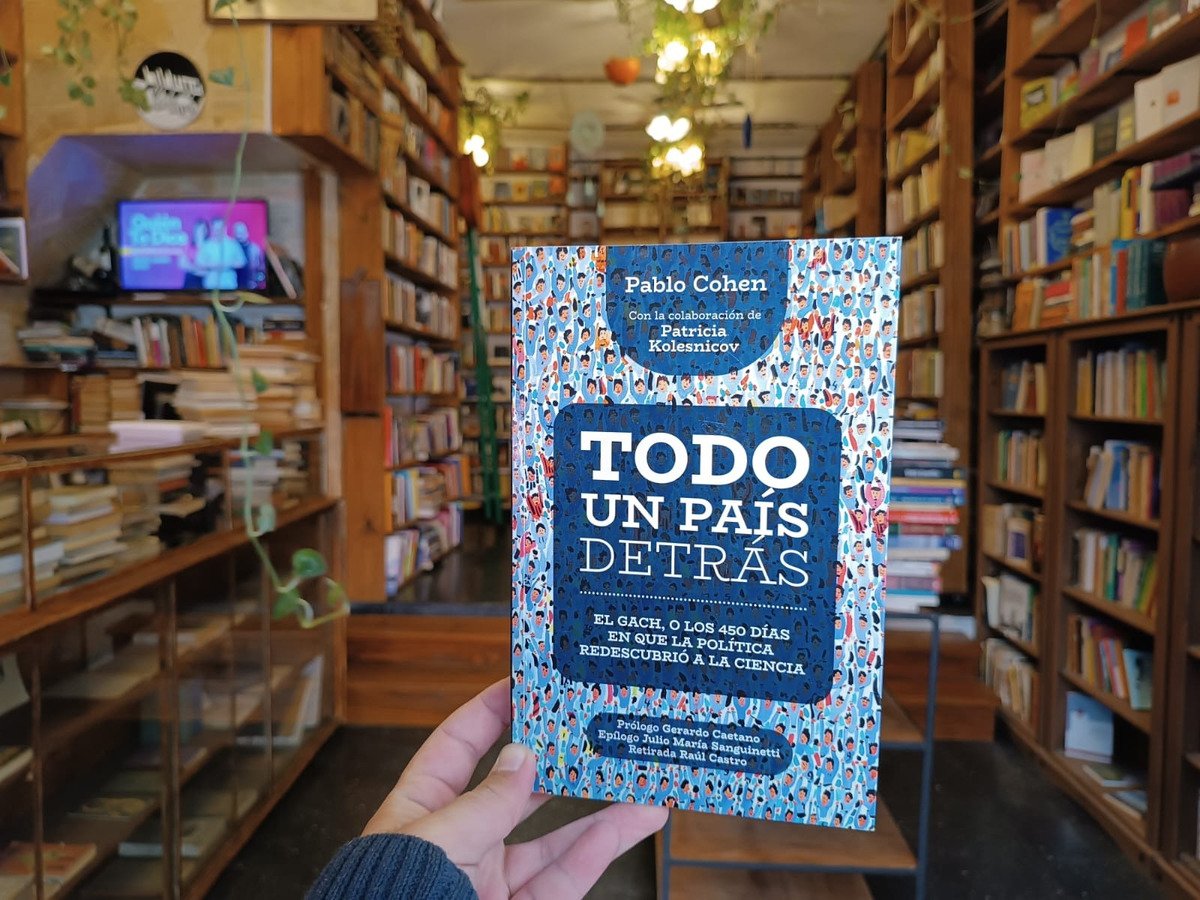 Pablo Cohen
Con la colaboración de
Patricia
Kolesnicov
TODO
UN PAÍS
DETRÁS
EL GACH, O LOS 450 DÍAS
EN QUE LA POLÍTICA
REDESCUBRIÓ A LA CIENCIA
Prólogo Gerardo Caetano
Epílogo Julio María Sanguinetti
Retirada Raúl Castro